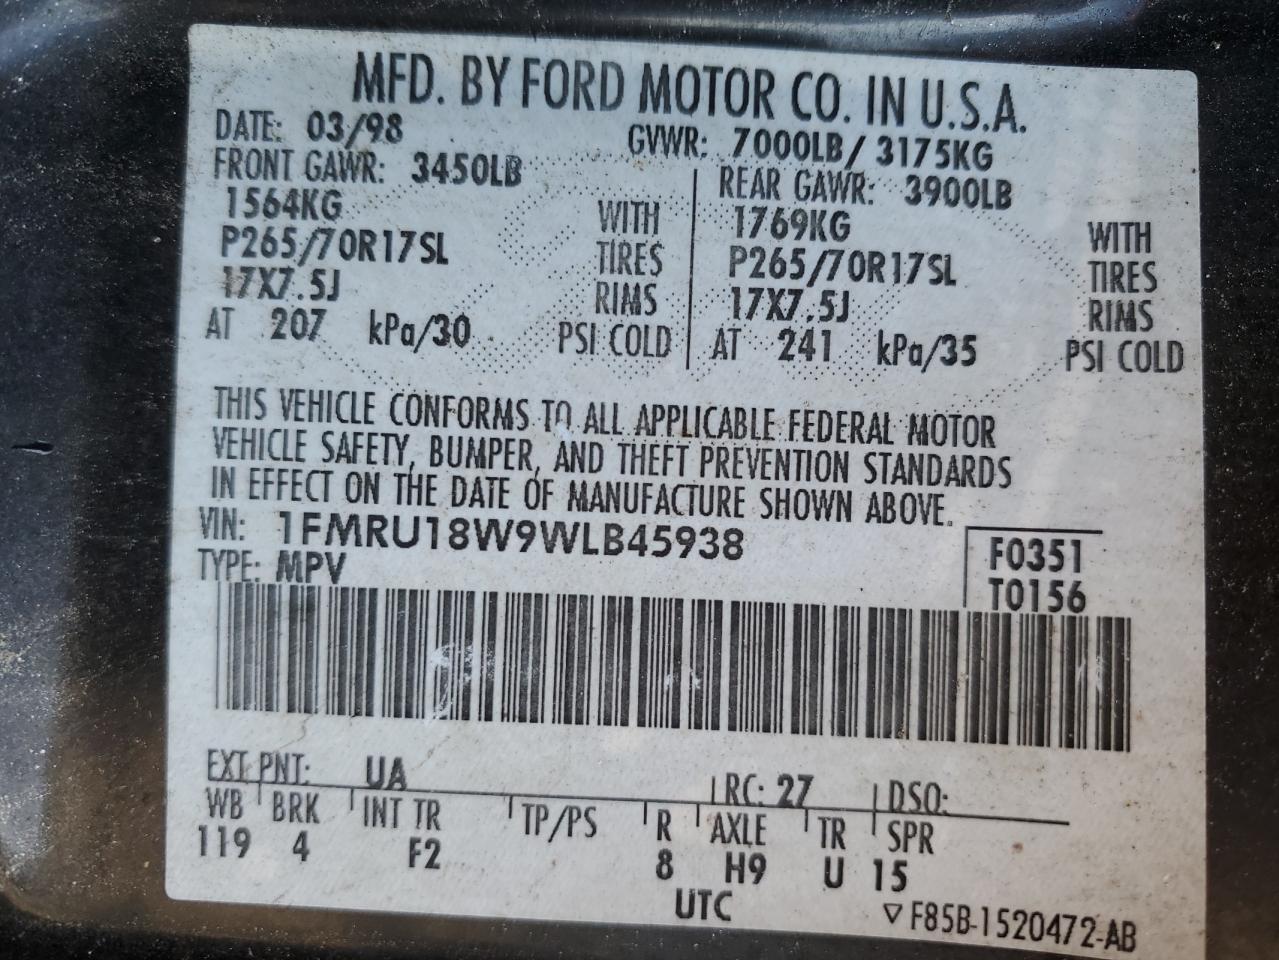 MFD. BY FORD MOTOR CO. IN U.S.A.
DATE: 03/98 GVWR: 7000LB/ 3175KG
FRONT GAWR: 3450LB REAR GAWR: 3900LB
1564KG WITH 1769KG WITH
P265/70R17SL TIRES P265/70R17SL TIRES
17X7.5J RIMS 17X7.5J RIMS
AT 207 kPa/30 PSI COLD AT 241 kPa/35 PSI COLD
THIS VEHICLE CONFORMS TO ALL APPLICABLE FEDERAL MOTOR
VEHICLE SAFETY, BUMPER, AND THEFT PREVENTION STANDARDS
IN EFFECT ON THE DATE OF MANUFACTURE SHOWN ABOVE.
VIN: 1FMRU18W9WLB45938 F0351
TYPE: MPV T0156
EXT PNT: UA RC: 27 DSO:
WB BRK INT TR TP/PS R AXLE TR SPR
119 4 F2 8 H9 U 15
UTC ▽ F85B-1520472-AB